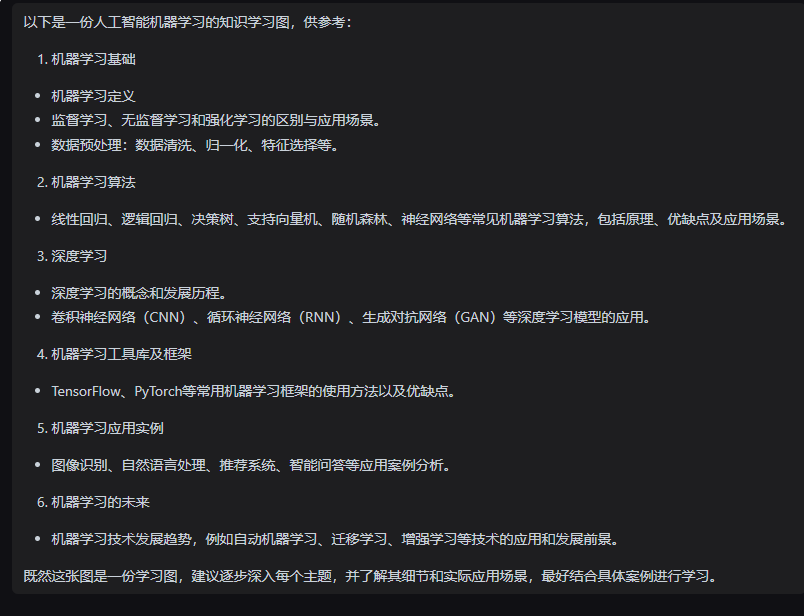 以下是一份人工智能机器学习的知识学习图，供参考：
1. 机器学习基础
• 机器学习定义
• 监督学习、无监督学习和强化学习的区别与应用场景。
• 数据预处理：数据清洗、归一化、特征选择等。
2. 机器学习算法
• 线性回归、逻辑回归、决策树、支持向量机、随机森林、神经网络等常见机器学习算法，包括原理、优缺点及应用场景。
3. 深度学习
• 深度学习的概念和发展历程。
• 卷积神经网络（CNN）、循环神经网络（RNN）、生成对抗网络（GAN）等深度学习模型的应用。
4. 机器学习工具库及框架
• TensorFlow、PyTorch等常用机器学习框架的使用方法以及优缺点。
5. 机器学习应用实例
• 图像识别、自然语言处理、推荐系统、智能问答等应用案例分析。
6. 机器学习的未来
• 机器学习技术发展趋势，例如自动机器学习、迁移学习、增强学习等技术的应用和发展前景。
既然这张图是一份学习图，建议逐步深入每个主题，并了解其细节和实际应用场景，最好结合具体案例进行学习。